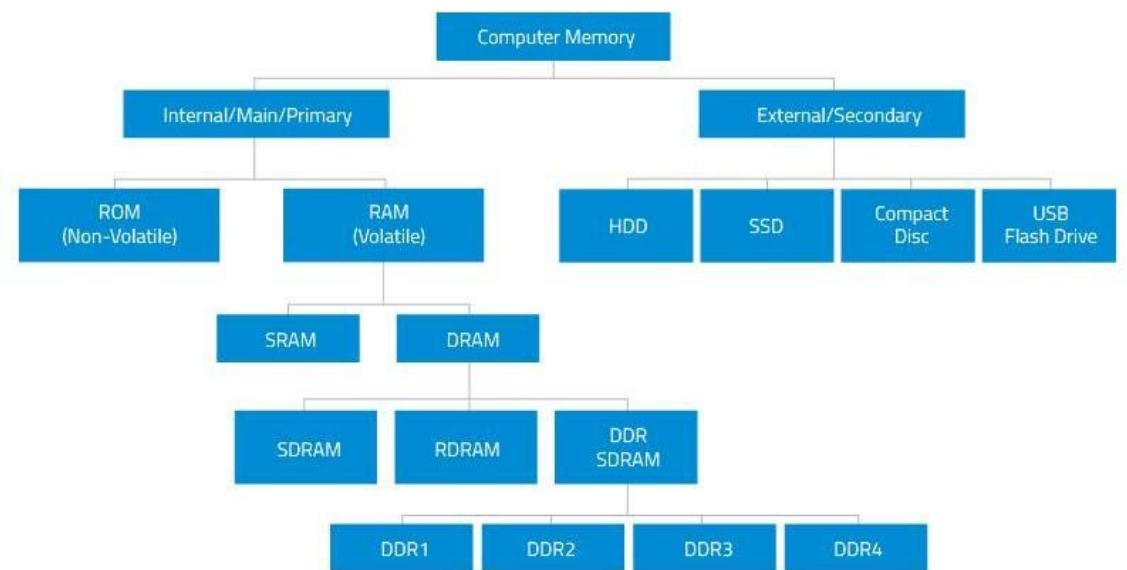 Computer Memory
Internal/Main/Primary
External/Secondary
ROM
(Non-Volatile)
RAM
(Volatile)
HDD
SSD
Compact
Disc
USB
Flash Drive
SRAM
DRAM
SDRAM
RDRAM
DDR
SDRAM
DDR1
DDR2
DDR3
DDR4